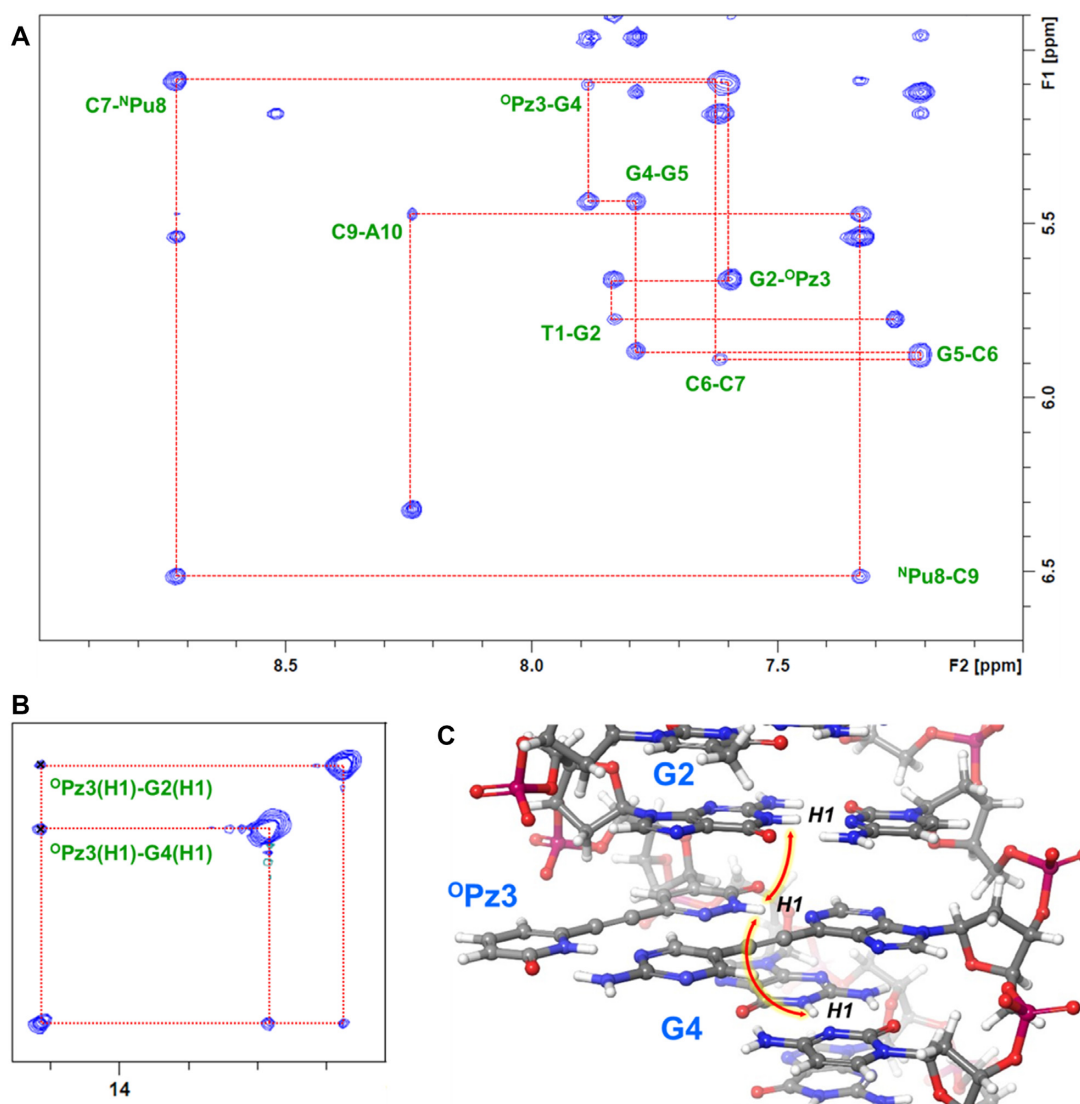 A
F1 [ppm]
C7-ᴺPu8
ᴼPz3-G4
G4-G5
5.5
C9-A10
G2-ᴼPz3
T1-G2
G5-C6
C6-C7
6.0
6.5
ᴺPu8-C9
8.5
8.0
7.5
F2 [ppm]
B
ᴼPz3(H1)-G2(H1)
ᴼPz3(H1)-G4(H1)
14
C
G2
H1
ᴼPz3
H1
G4
H1